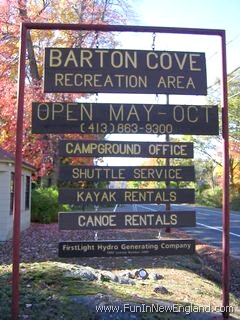 BARTON COVE
RECREATION AREA
OPEN MAY-OCT
(413) 863-9300
CAMPGROUND OFFICE
SHUTTLE SERVICE
KAYAK RENTALS
CANOE RENTALS
FirstLight Hydro Generating Company
www.FunInNewEngland.com